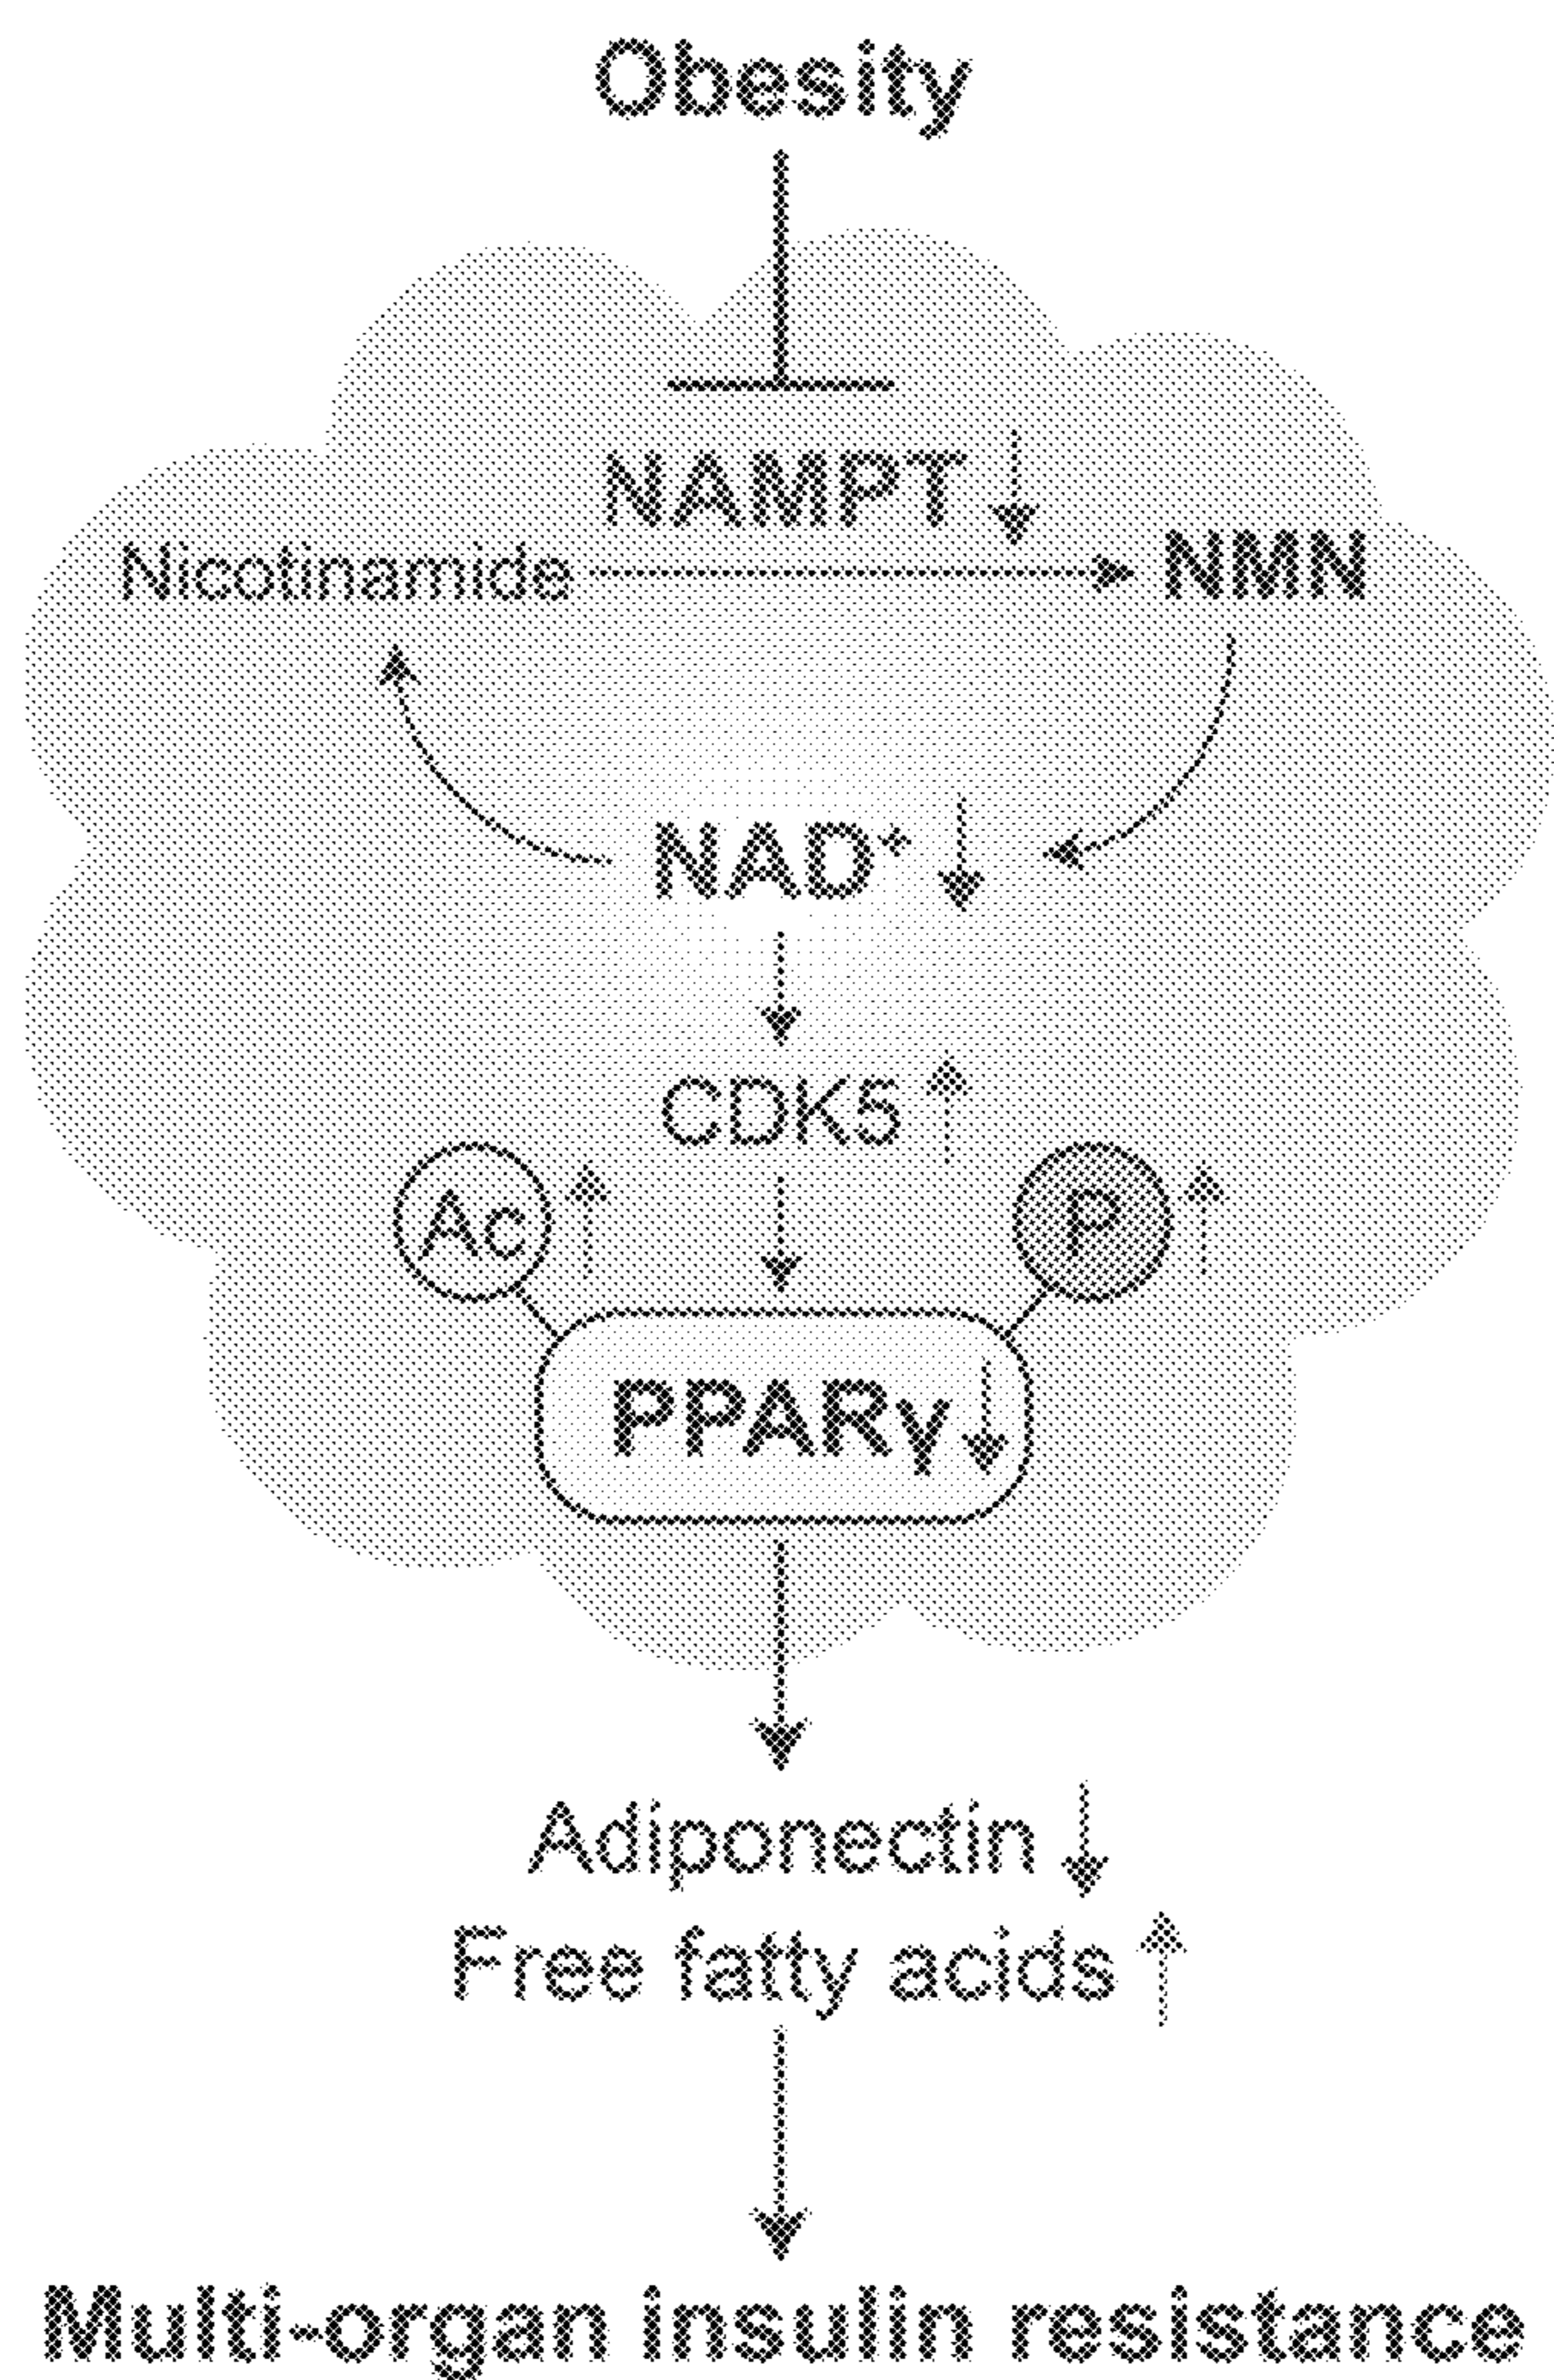 Obesity
NAMPT ↓
Nicotinamide → NMN
NAD⁺ ↓
CDK5 ↑
Ac ↑
P ↑
PPARγ ↓
Adiponectin ↓
Free fatty acids ↑
Multi-organ insulin resistance